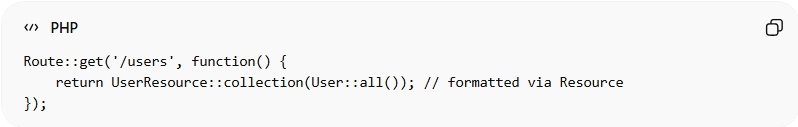 </> PHP
Route::get('/users', function() {
    return UserResource::collection(User::all()); // formatted via Resource
});